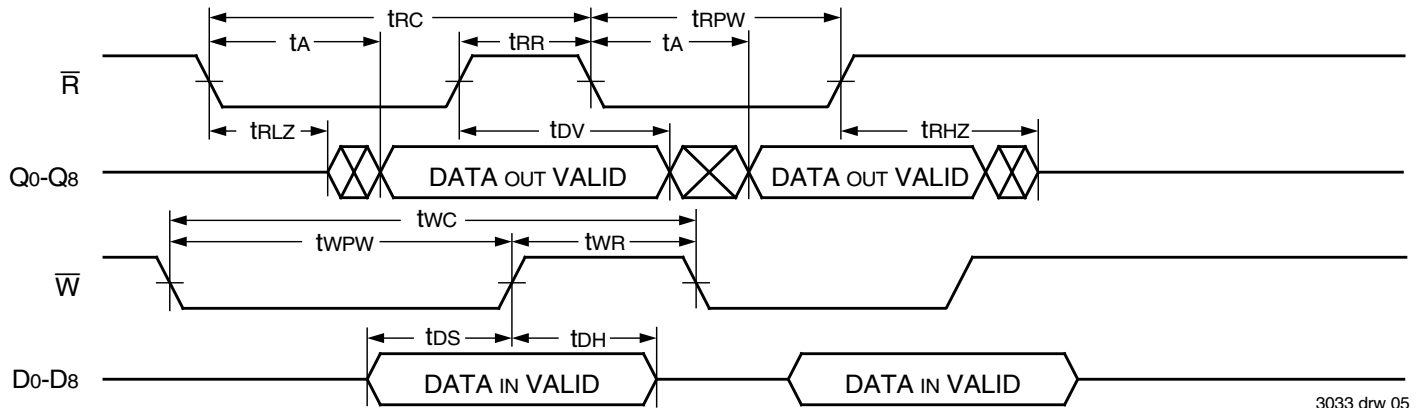 tRC tRPW
tA tRR tA
R̅
tRLZ tDV tRHZ
Q0-Q8 DATA OUT VALID DATA OUT VALID
tWC
tWPW tWR
W̅
tDS tDH
D0-D8 DATA IN VALID DATA IN VALID
3033 drw 05